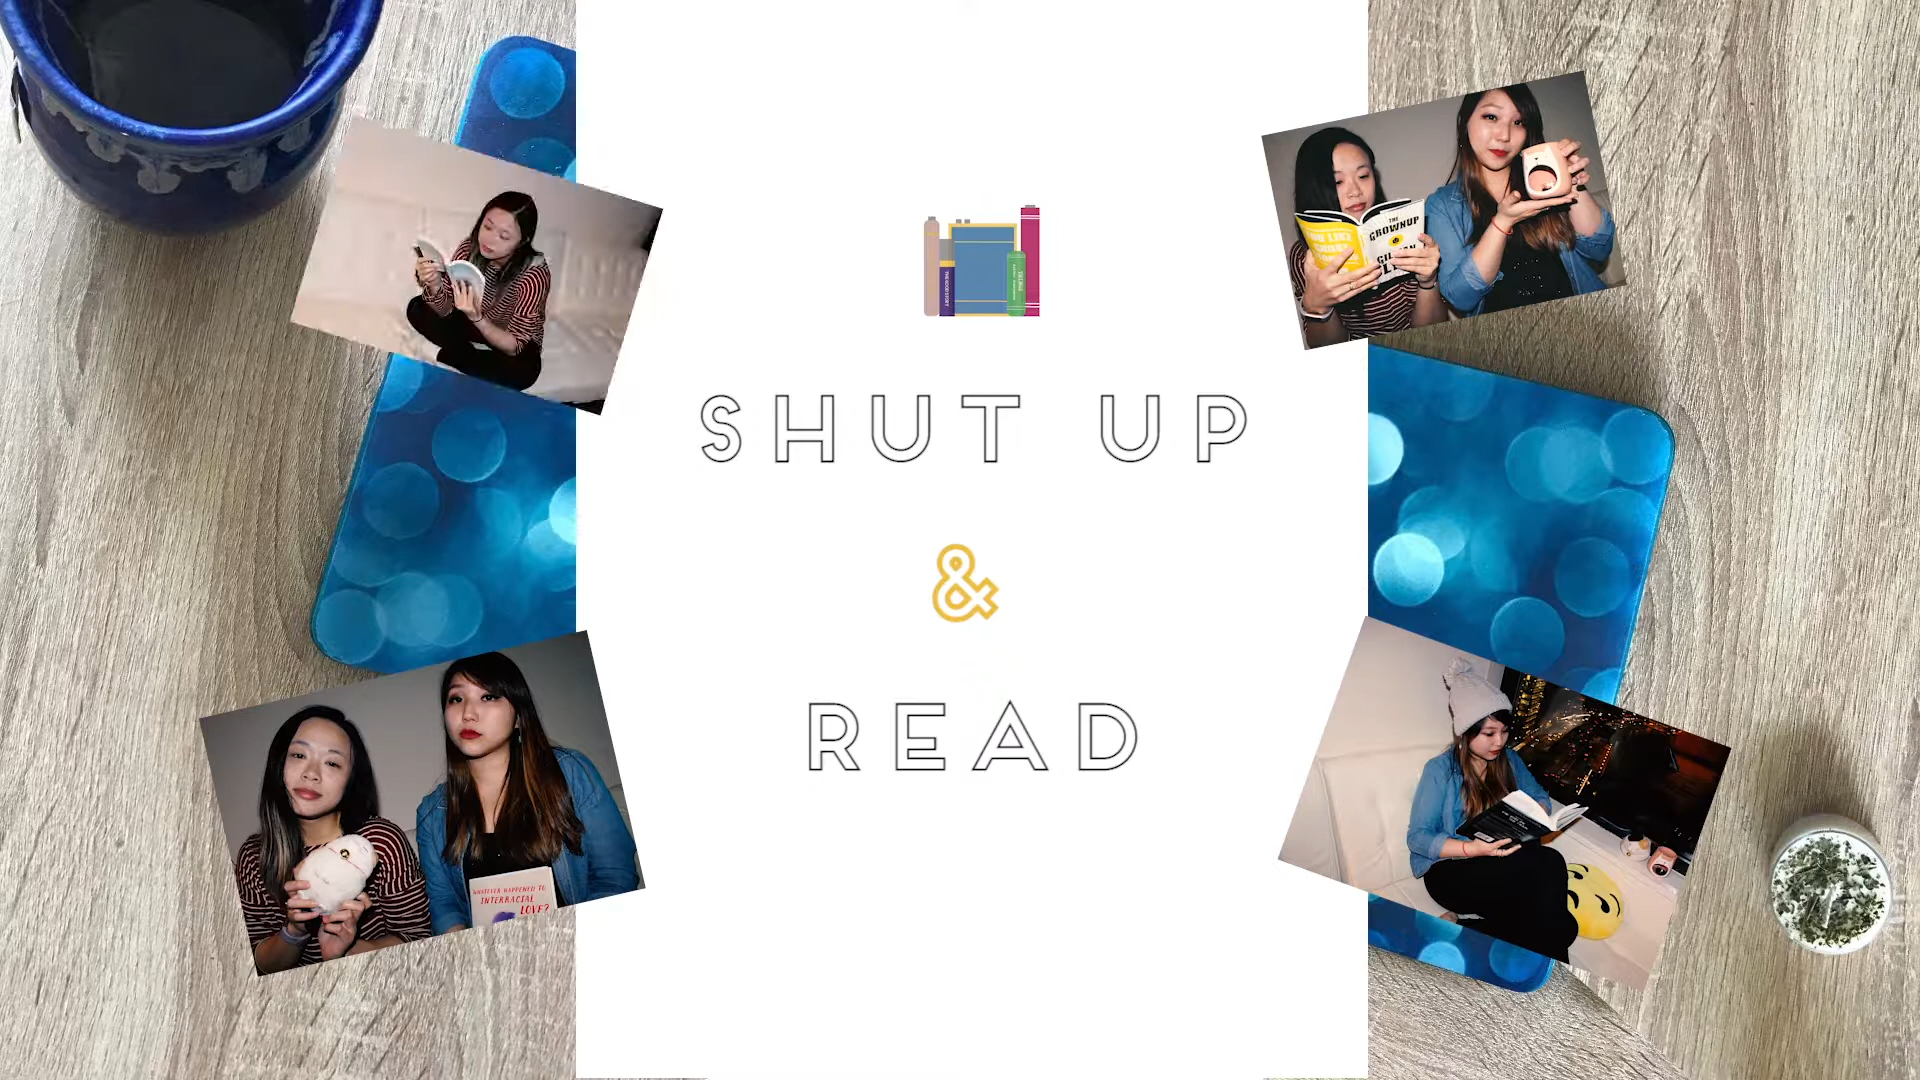 SHUT UP
&
READ
THE
GROWNUP
WHATEVER HAPPENED TO
INTERRACIAL
LOVE?